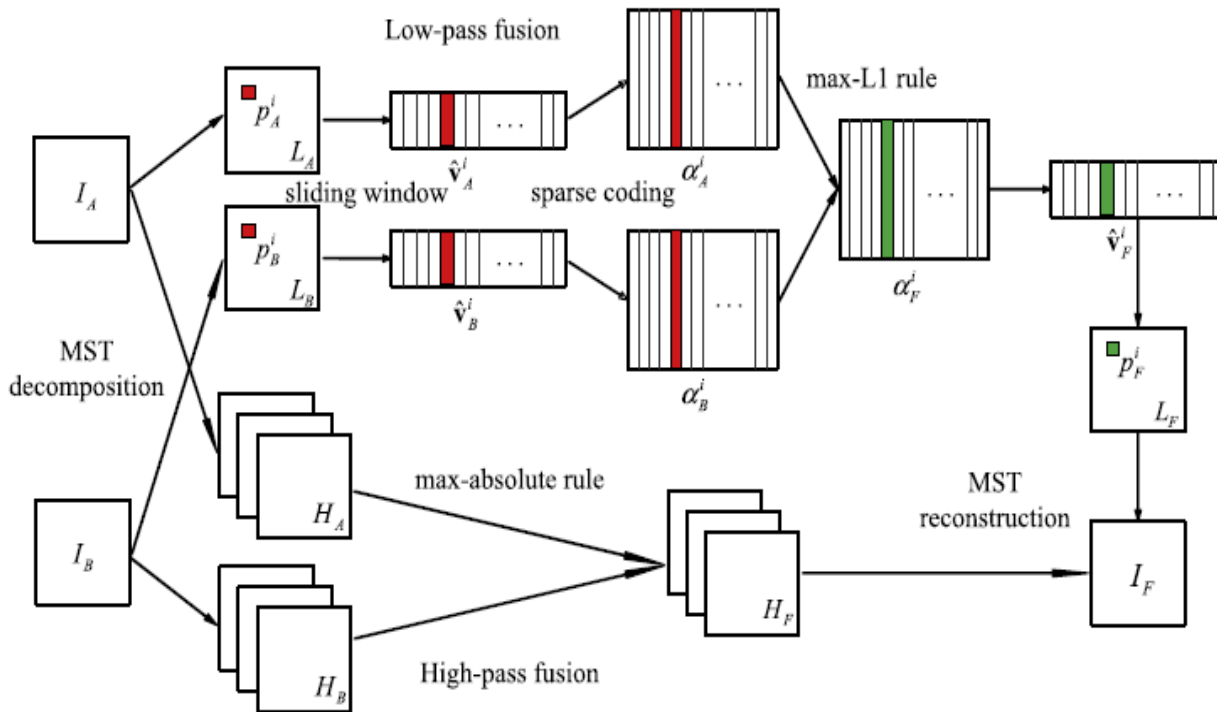 Low-pass fusion
max-L1 rule
p_A^i
L_A
. . .
v̂_A^i
. . .
α_A^i
I_A
sliding window
sparse coding
. . .
α_F^i
. . .
v̂_F^i
p_B^i
L_B
. . .
v̂_B^i
. . .
α_B^i
MST
decomposition
p_F^i
L_F
H_A
max-absolute rule
MST
reconstruction
I_B
H_B
H_F
I_F
High-pass fusion